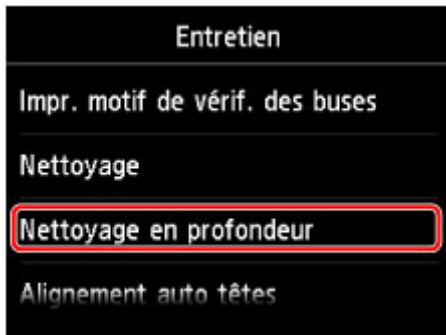 Entretien
Impr. motif de vérif. des buses
Nettoyage
Nettoyage en profondeur
Alignement auto têtes